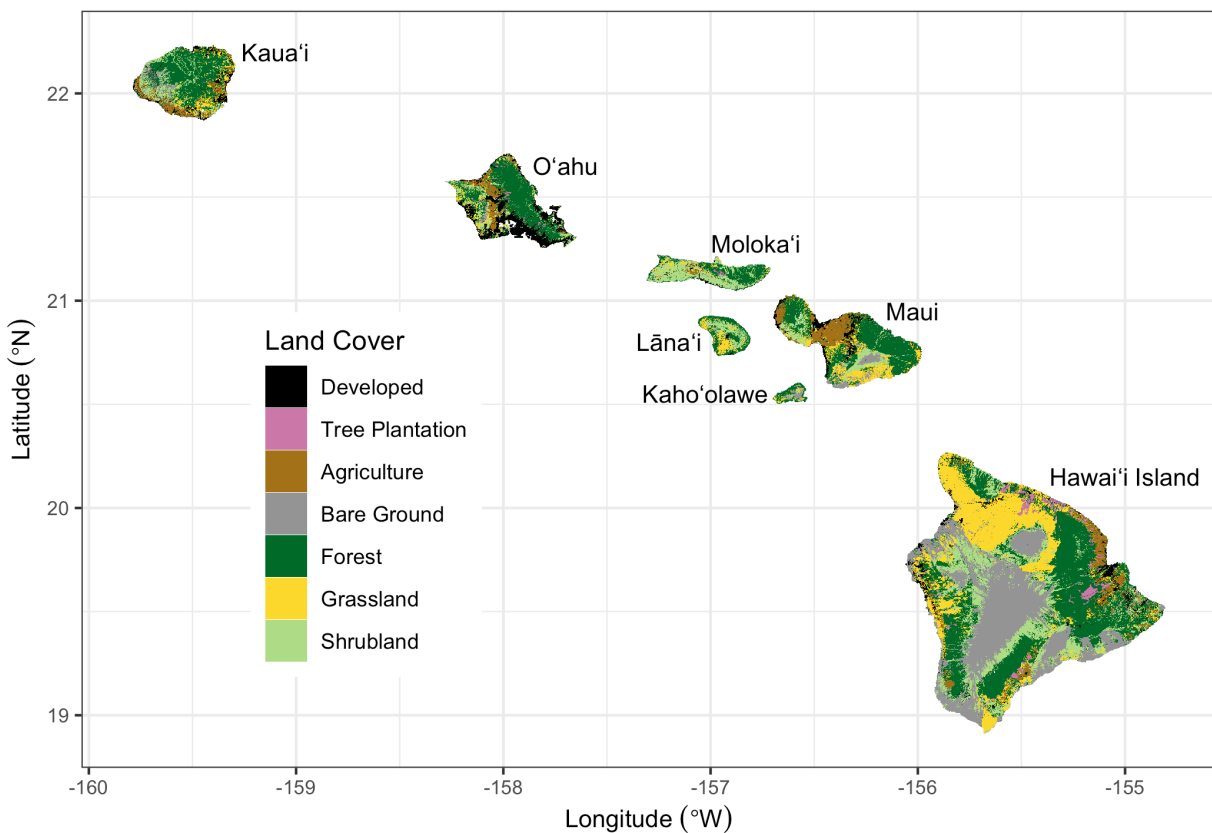 Kauaʻi
Oʻahu
Molokaʻi
Maui
Lānaʻi
Kahoʻolawe
Hawaiʻi Island
Land Cover
Developed
Tree Plantation
Agriculture
Bare Ground
Forest
Grassland
Shrubland
Latitude (°N)
22
21
20
19
-160
-159
-158
-157
-156
-155
Longitude (°W)